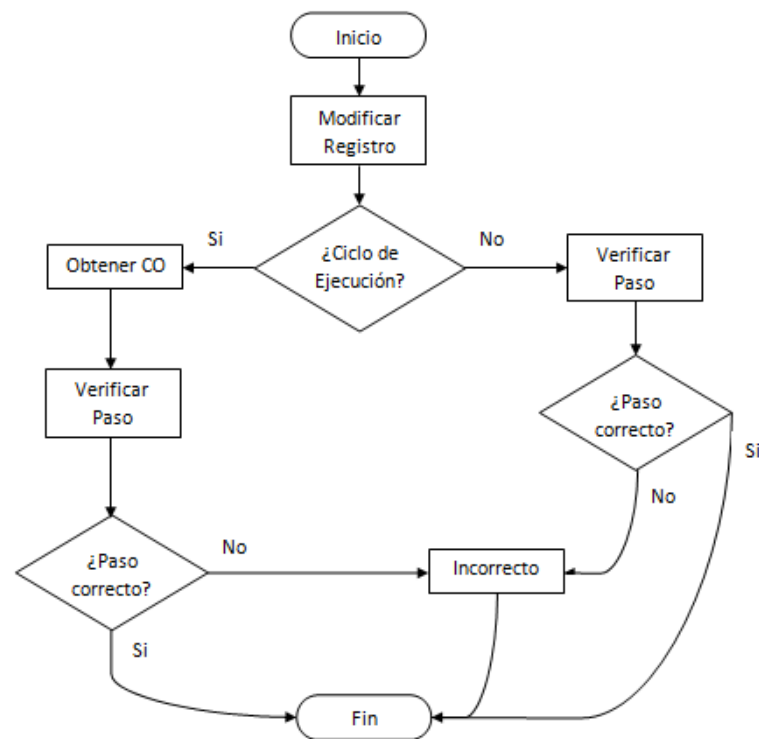 Inicio
Modificar
Registro
Si
¿Ciclo de
Ejecución?
No
Obtener CO
Verificar
Paso
Verificar
Paso
¿Paso
correcto?
Si
No
¿Paso
correcto?
No
Incorrecto
Si
Fin